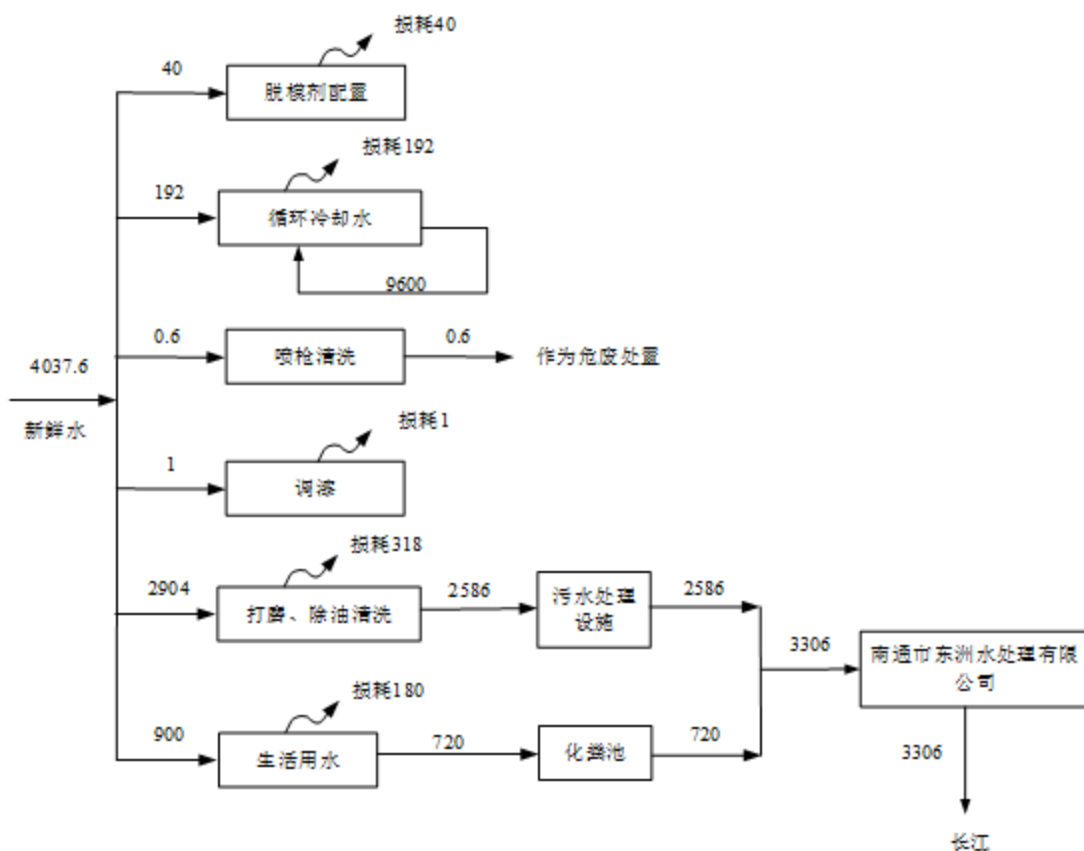 损耗40
40
脱模剂配置
损耗192
192
循环冷却水
9600
0.6
喷枪清洗
0.6
作为危废处置
4037.6
新鲜水
损耗1
1
调漆
损耗318
2904
打磨、除油清洗
2586
污水处理
设施
2586
3306
南通市东洲水处理有限
公司
损耗180
900
生活用水
720
化粪池
720
3306
长江